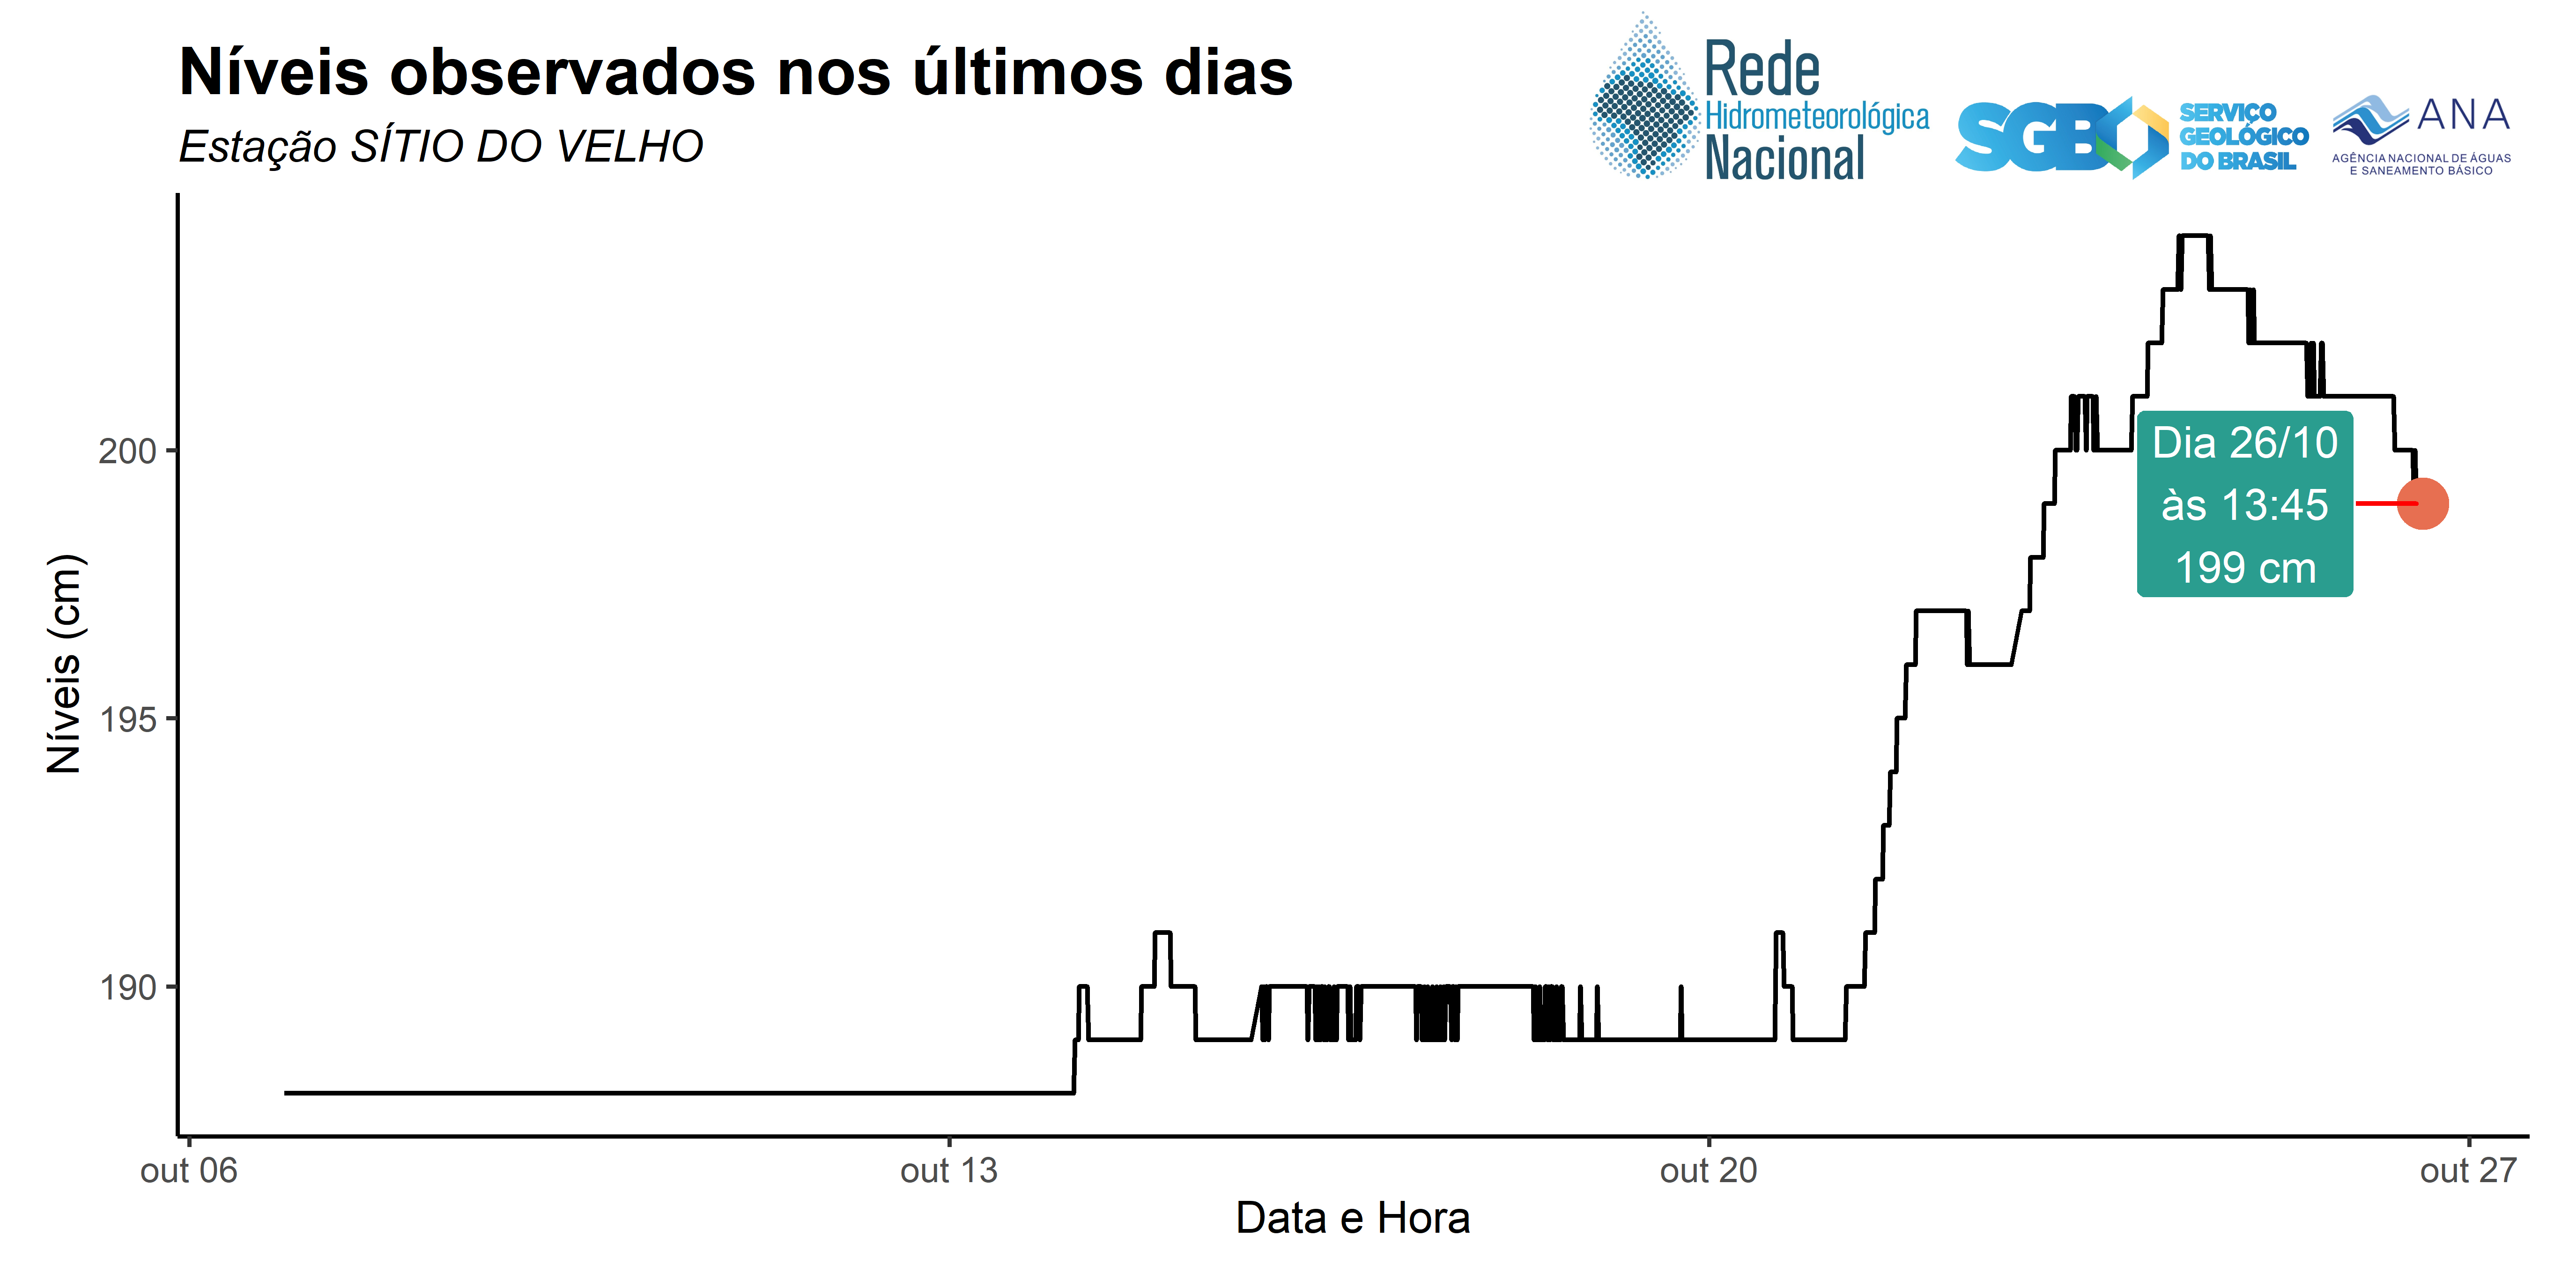 Níveis observados nos últimos dias
Estação SÍTIO DO VELHO
Rede
Hidrometeorológica
Nacional
SGB
SERVIÇO
GEOLÓGICO
DO BRASIL
ANA
AGÊNCIA NACIONAL DE ÁGUAS
E SANEAMENTO BÁSICO
Níveis (cm)
200
195
190
Dia 26/10
às 13:45
199 cm
out 06
out 13
out 20
out 27
Data e Hora